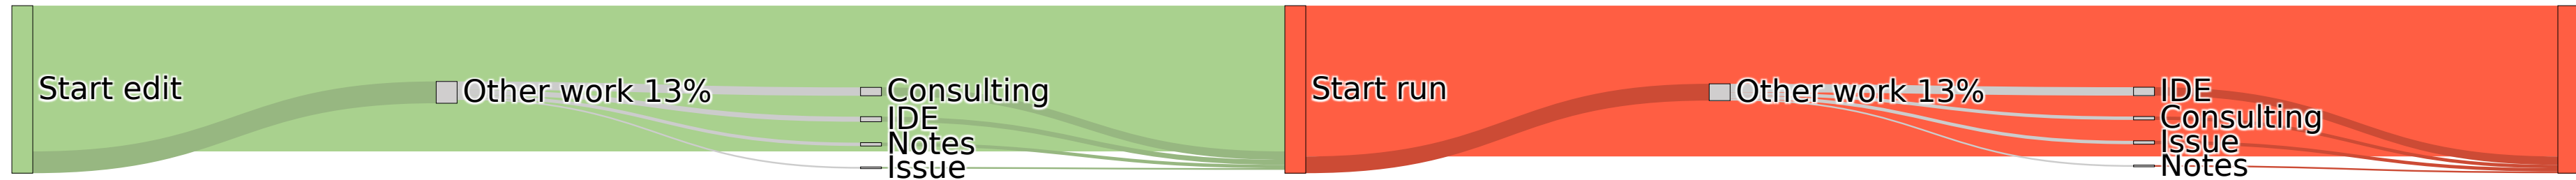 Start edit
Other work 13%
Consulting
IDE
Notes
Issue
Start run
Other work 13%
IDE
Consulting
Issue
Notes